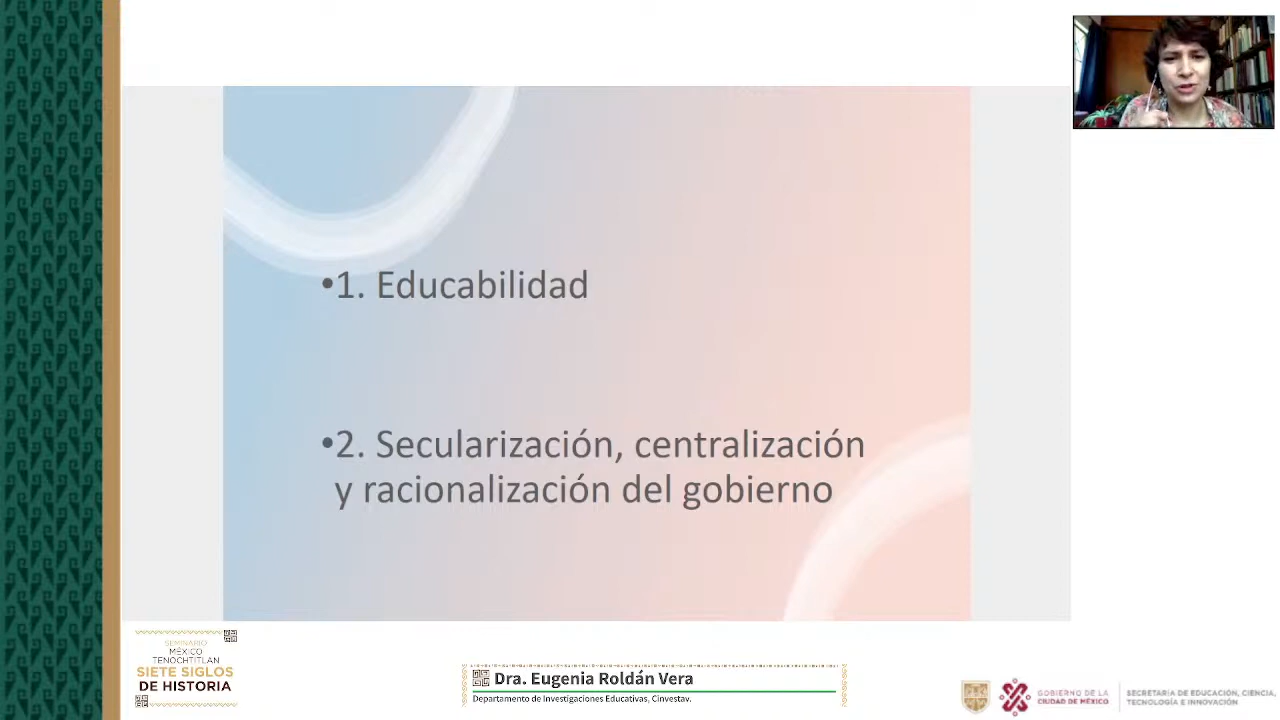 •1. Educabilidad
•2. Secularización, centralización
y racionalización del gobierno
SEMINARIO
MÉXICO
TENOCHTITLAN
SIETE SIGLOS
DE HISTORIA
Dra. Eugenia Roldán Vera
Departamento de Investigaciones Educativas, Cinvestav.
GOBIERNO DE LA
CIUDAD DE MÉXICO
SECRETARÍA DE EDUCACIÓN, CIENCIA,
TECNOLOGÍA E INNOVACIÓN